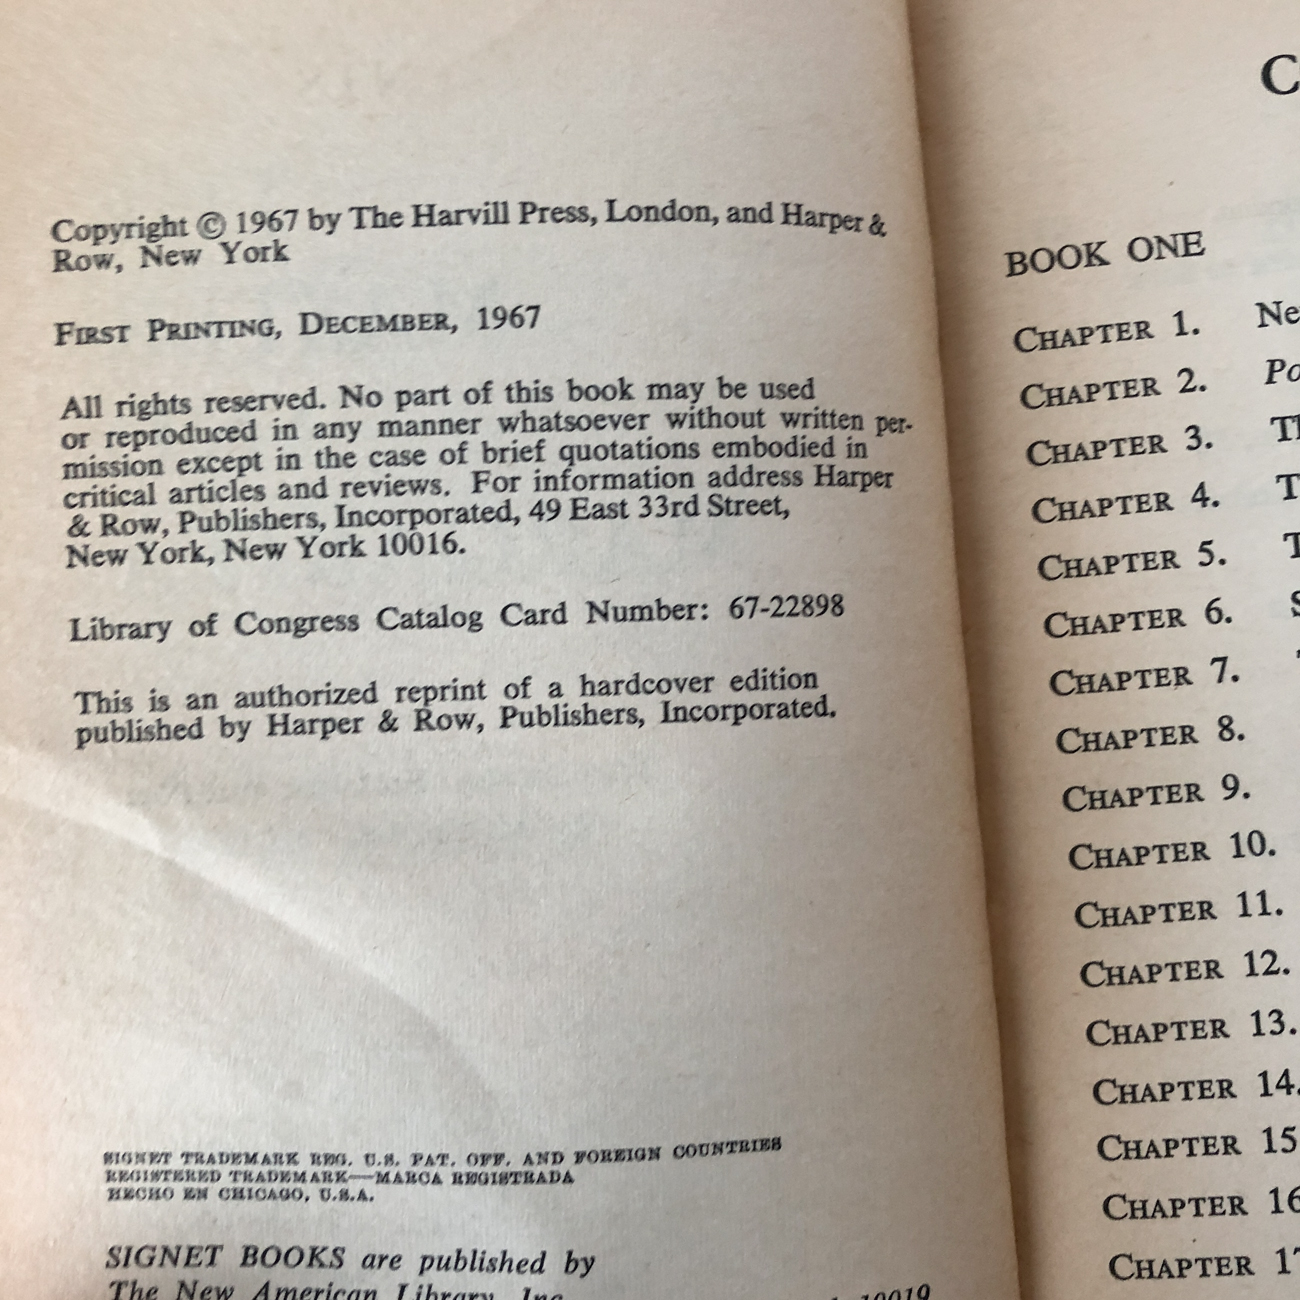 Copyright © 1967 by The Harvill Press, London, and Harper &
Row, New York
FIRST PRINTING, DECEMBER, 1967
All rights reserved. No part of this book may be used
or reproduced in any manner whatsoever without written per-
mission except in the case of brief quotations embodied in
critical articles and reviews. For information address Harper
& Row, Publishers, Incorporated, 49 East 33rd Street,
New York, New York 10016.
Library of Congress Catalog Card Number: 67-22898
This is an authorized reprint of a hardcover edition
published by Harper & Row, Publishers, Incorporated.
SIGNET TRADEMARK REG. U.S. PAT. OFF. AND FOREIGN COUNTRIES
REGISTERED TRADEMARK—MARCA REGISTRADA
HECHO EN CHICAGO, U.S.A.
SIGNET BOOKS are published by
The New American Library, Inc.
10019
C
BOOK ONE
CHAPTER 1. Ne
CHAPTER 2. Po
CHAPTER 3. Th
CHAPTER 4. T
CHAPTER 5. T
CHAPTER 6. S
CHAPTER 7.
CHAPTER 8.
CHAPTER 9.
CHAPTER 10.
CHAPTER 11.
CHAPTER 12.
CHAPTER 13.
CHAPTER 14.
CHAPTER 15
CHAPTER 16
CHAPTER 17